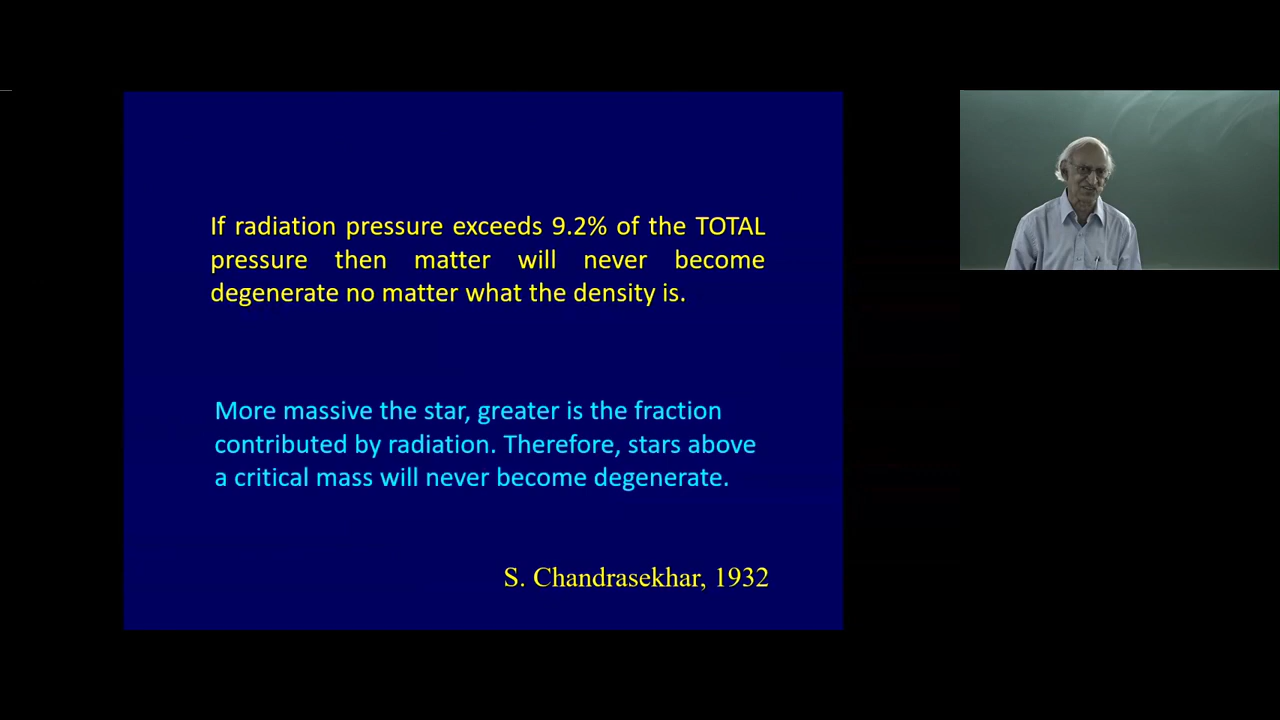 If radiation pressure exceeds 9.2% of the TOTAL
pressure then matter will never become
degenerate no matter what the density is.
More massive the star, greater is the fraction
contributed by radiation. Therefore, stars above
a critical mass will never become degenerate.
S. Chandrasekhar, 1932